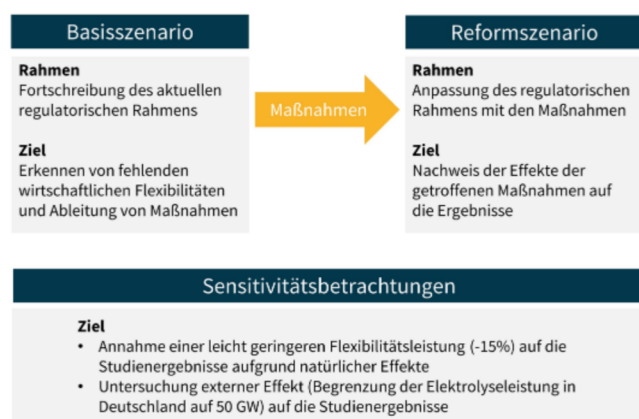 Basisszenario
Rahmen
Fortschreibung des aktuellen
regulatorischen Rahmens
Ziel
Erkennen von fehlenden
wirtschaftlichen Flexibilitäten
und Ableitung von Maßnahmen
Maßnahmen
Reformszenario
Rahmen
Anpassung des regulatorischen
Rahmens mit den Maßnahmen
Ziel
Nachweis der Effekte der
getroffenen Maßnahmen auf
die Ergebnisse
Sensitivitätsbetrachtungen
Ziel
• Annahme einer leicht geringeren Flexibilitätsleistung (-15%) auf die
Studienergebnisse aufgrund natürlicher Effekte
• Untersuchung externer Effekt (Begrenzung der Elektrolyseleistung in
Deutschland auf 50 GW) auf die Studienergebnisse